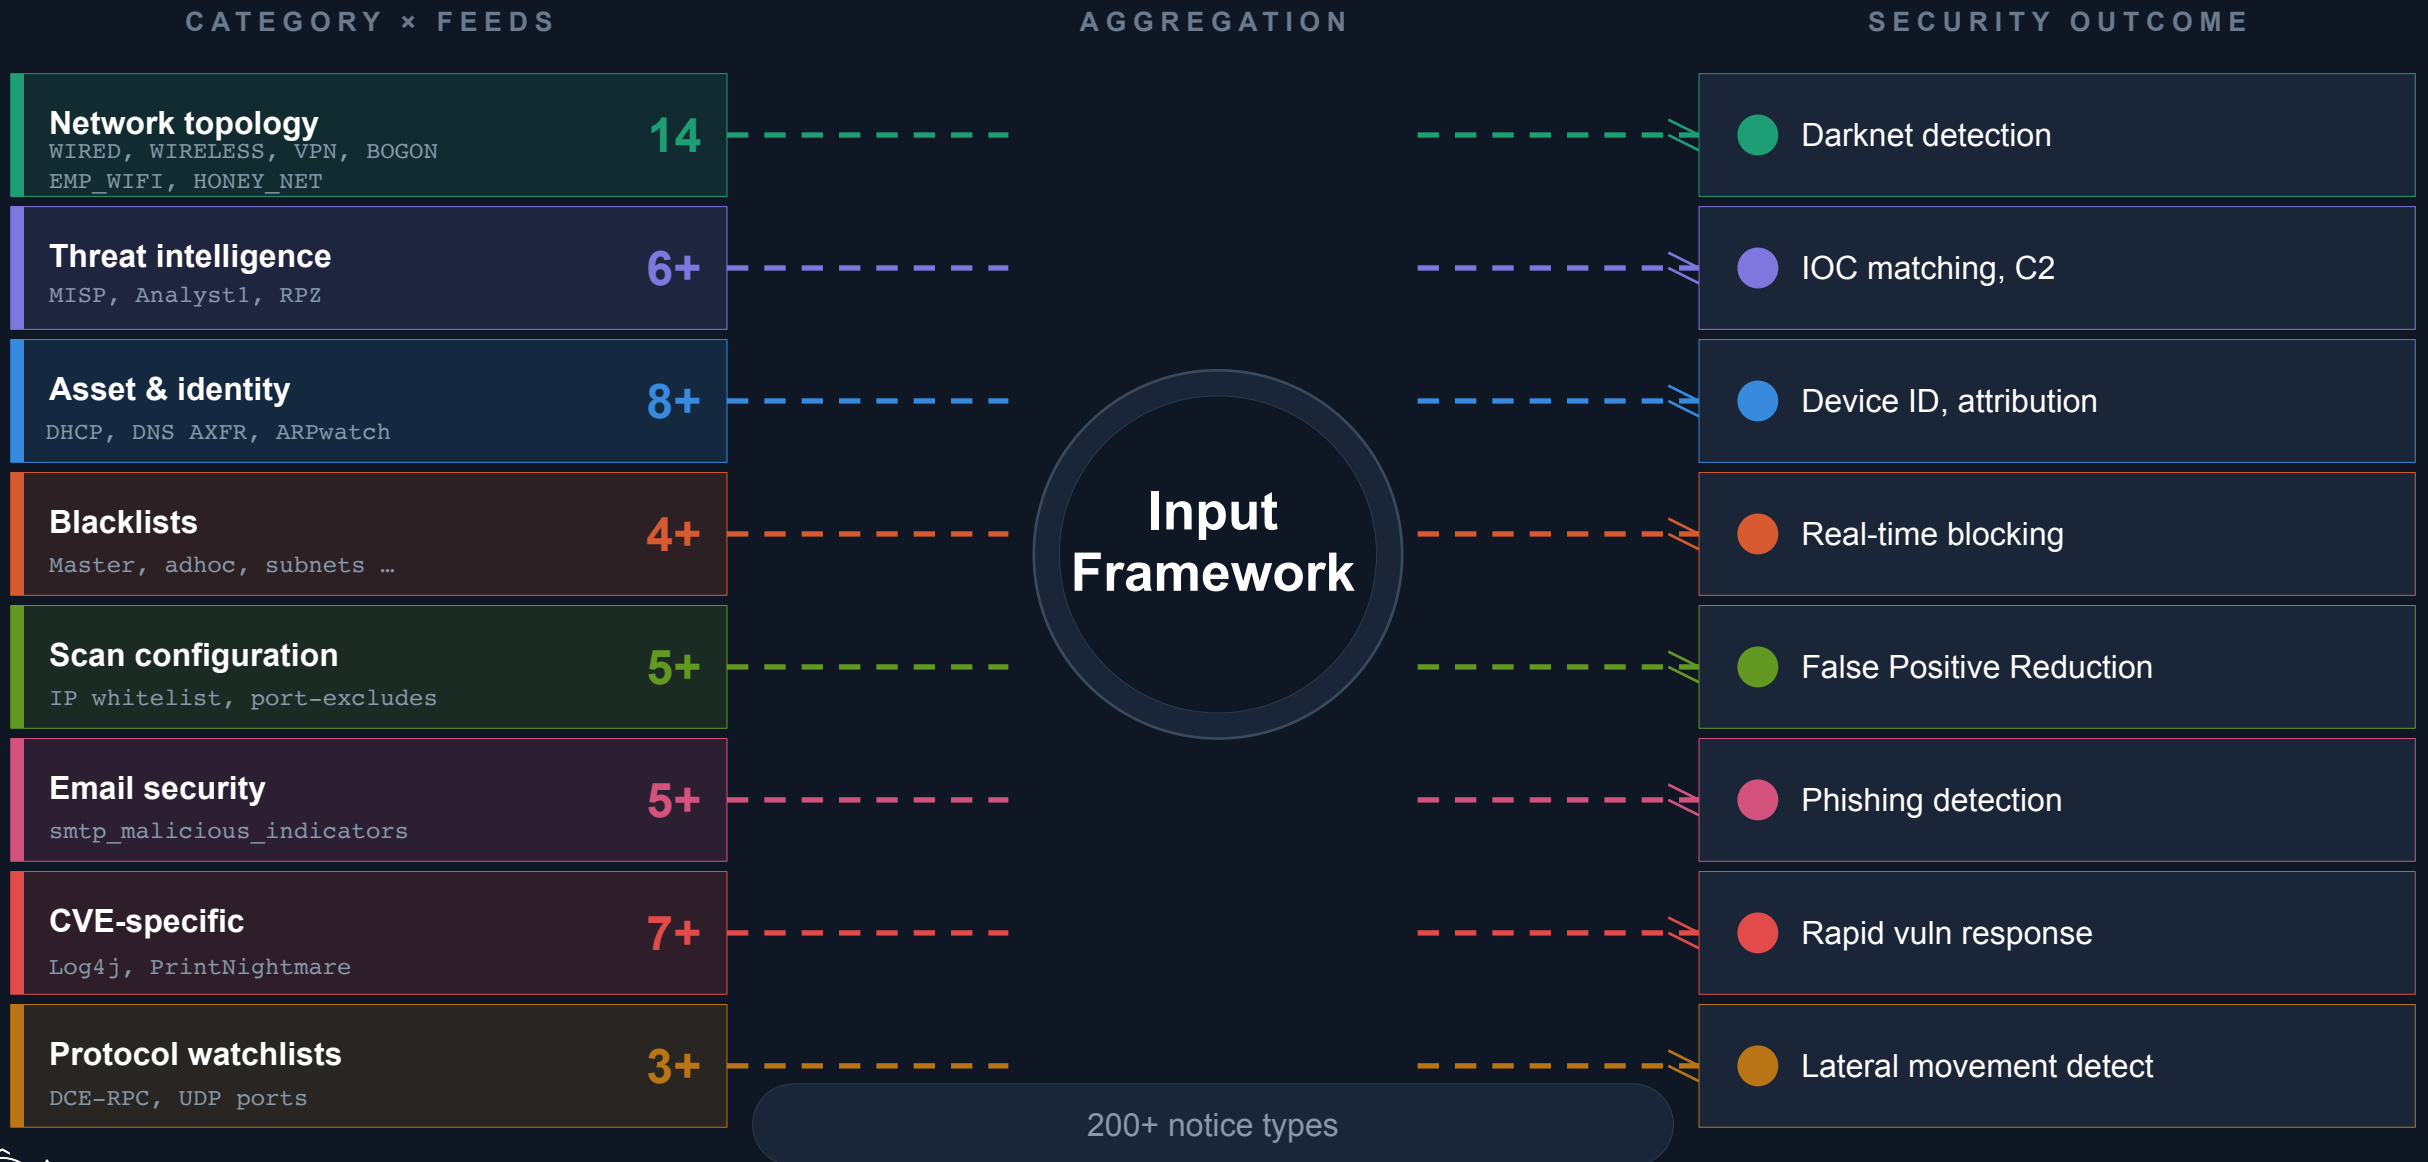 CATEGORY × FEEDS
AGGREGATION
SECURITY OUTCOME
Network topology
WIRED, WIRELESS, VPN, BOGON
EMP_WIFI, HONEY_NET
14
Darknet detection
Threat intelligence
MISP, Analyst1, RPZ
6+
IOC matching, C2
Asset & identity
DHCP, DNS AXFR, ARPwatch
8+
Device ID, attribution
Blacklists
Master, adhoc, subnets …
4+
Real-time blocking
Input
Framework
Scan configuration
IP whitelist, port-excludes
5+
False Positive Reduction
Email security
smtp_malicious_indicators
5+
Phishing detection
CVE-specific
Log4j, PrintNightmare
7+
Rapid vuln response
Protocol watchlists
DCE-RPC, UDP ports
3+
Lateral movement detect
200+ notice types